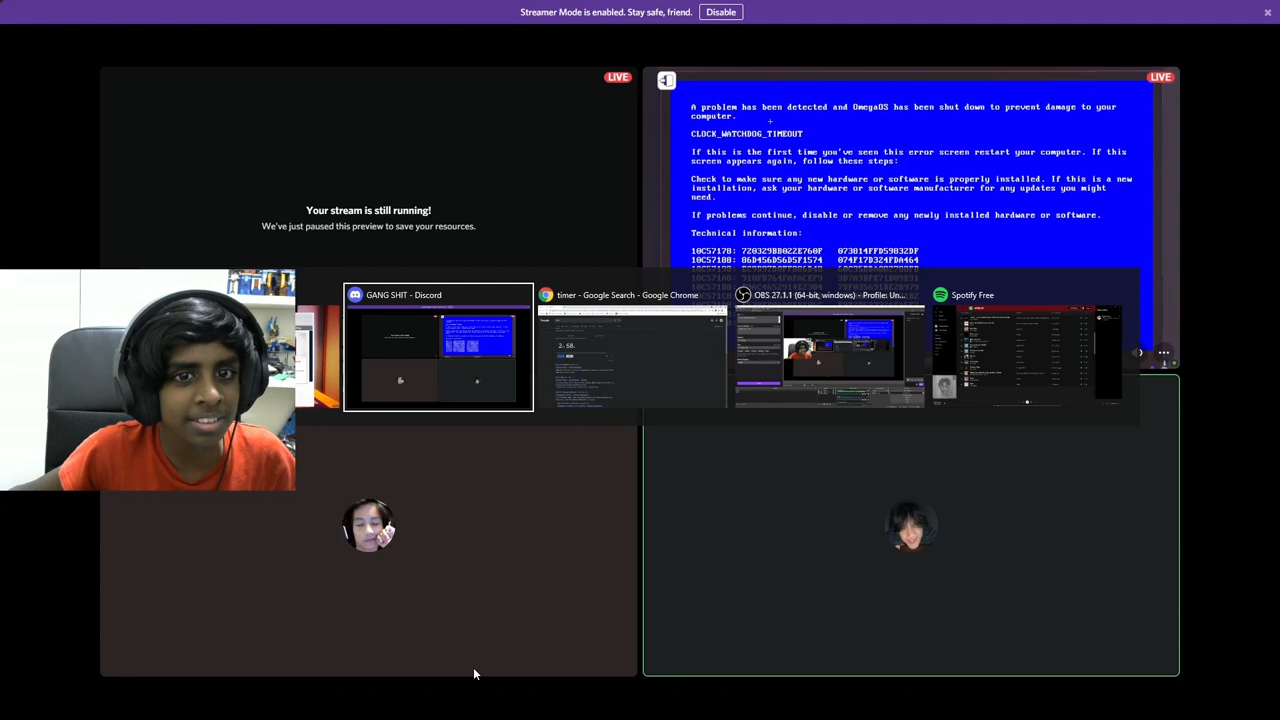 Streamer Mode is enabled. Stay safe, friend.
Disable
LIVE
LIVE
Your stream is still running!
We've just paused this preview to save your resources.
A problem has been detected and OmegaOS has been shut down to prevent damage to your
computer.
CLOCK_WATCHDOG_TIMEOUT
If this is the first time you've seen this error screen restart your computer. If this
screen appears again, follow these steps:
Check to make sure any new hardware or software is properly installed. If this is a new
installation, ask your hardware or software manufacturer for any updates you might
need.
If problems continue, disable or remove any newly installed hardware or software.
Technical information:
GANG SHIT - Discord
timer - Google Search - Google Chrome
OBS 27.1.1 (64-bit, windows) - Profile: Un...
Spotify Free